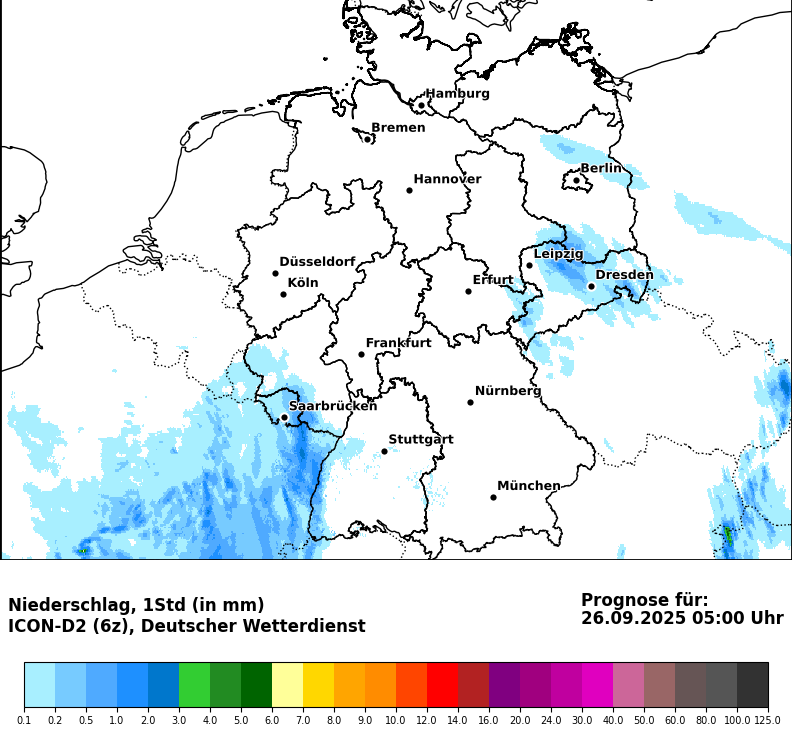 Hamburg
Bremen
Berlin
Hannover
Leipzig
Düsseldorf
Dresden
Köln
Erfurt
Frankfurt
Nürnberg
Saarbrücken
Stuttgart
München
Niederschlag, 1Std (in mm)
ICON-D2 (6z), Deutscher Wetterdienst
Prognose für:
26.09.2025 05:00 Uhr
0.1 0.2 0.5 1.0 2.0 3.0 4.0 5.0 6.0 7.0 8.0 9.0 10.0 12.0 14.0 16.0 20.0 24.0 30.0 40.0 50.0 60.0 80.0 100.0 125.0